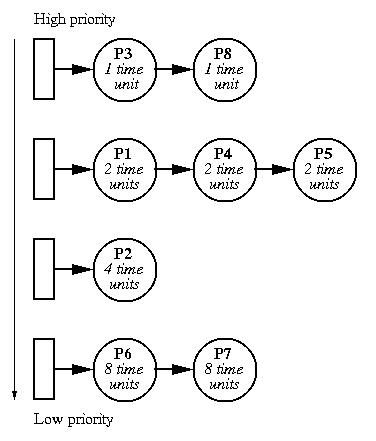 High priority
P3
1 time
unit
P8
1 time
unit
P1
2 time
units
P4
2 time
units
P5
2 time
units
P2
4 time
units
P6
8 time
units
P7
8 time
units
Low priority